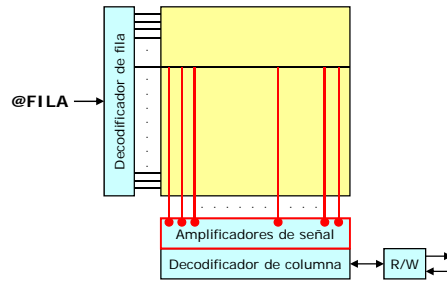 Decodificador de fila
@FILA
Amplificadores de señal
Decodificador de columna
R/W